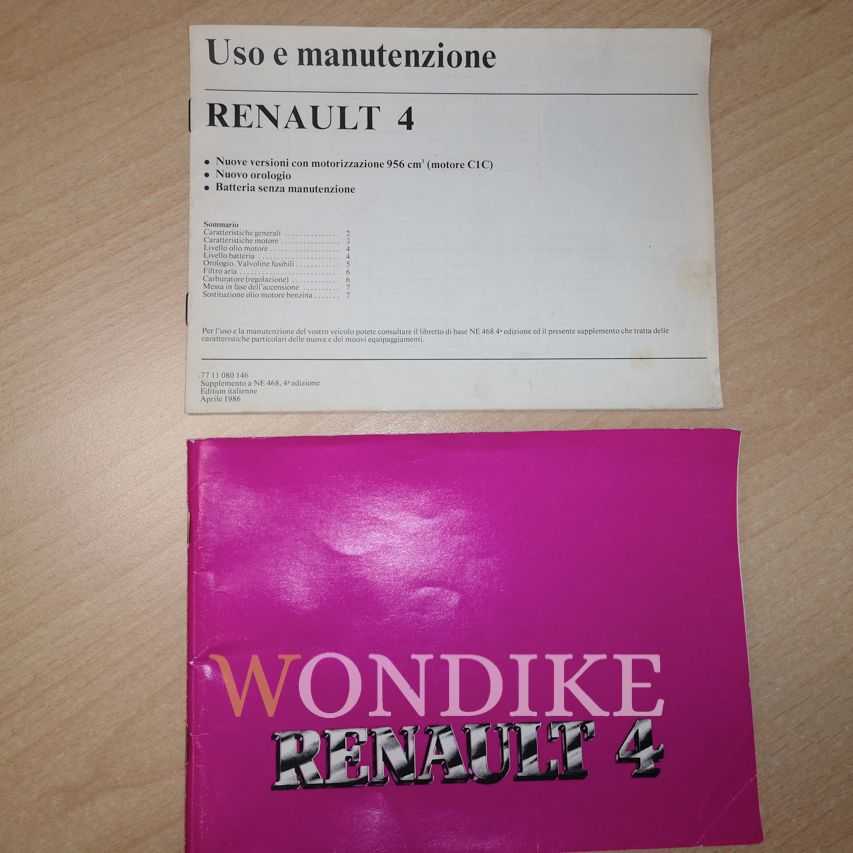 Uso e manutenzione
RENAULT 4
• Nuove versioni con motorizzazione 956 cm³ (motore C1C)
• Nuovo orologio
• Batteria senza manutenzione
Sommario
Caratteristiche generali .............. 2
Caratteristiche motore .............. 3
Livello olio motore .............. 4
Livello batteria .............. 4
Orologio. Valvoline fusibili .............. 5
Filtro aria .............. 6
Carburatore (regolazione) .............. 6
Messa in fase dell'accensione .............. 7
Sostituzione olio motore benzina ....... 7
Per l'uso e la manutenzione del vostro veicolo potete consultare il libretto di base NE 468 4ª edizione ed il presente supplemento che tratta delle
caratteristiche particolari delle nuova e dei nuovi equipaggiamenti.
77 11 080 146
Supplemento a NE 468, 4ª edizione
Edition italienne
Aprile 1986
WONDIKE
RENAULT 4